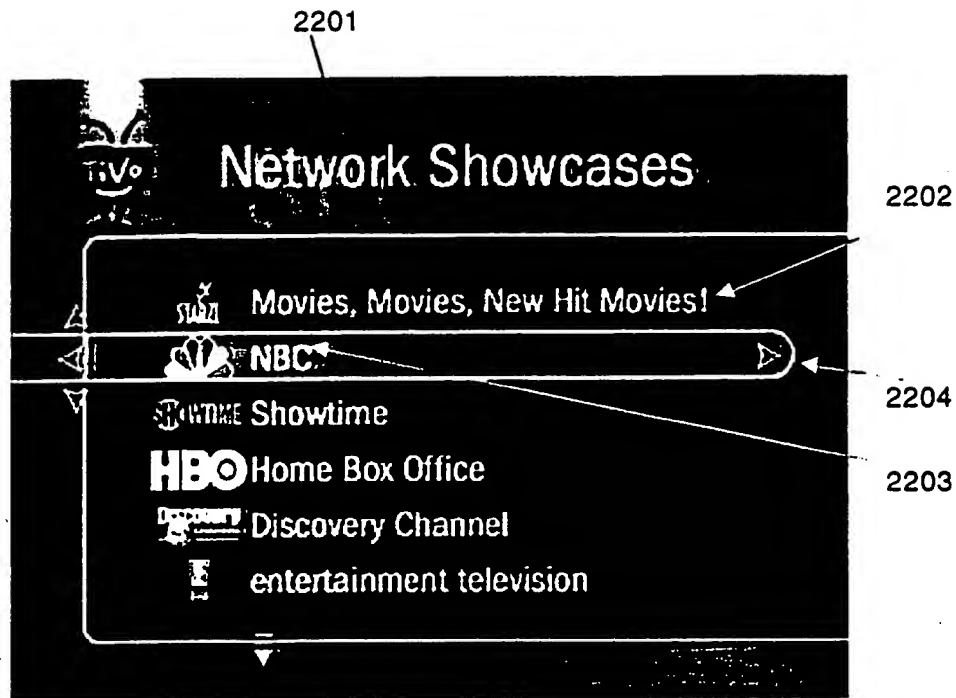 2201
TiVo
Network Showcases
2202
Movies, Movies, New Hit Movies!
NBC
2204
SHOWTIME Showtime
2203
HBO Home Box Office
Discovery Discovery Channel
entertainment television